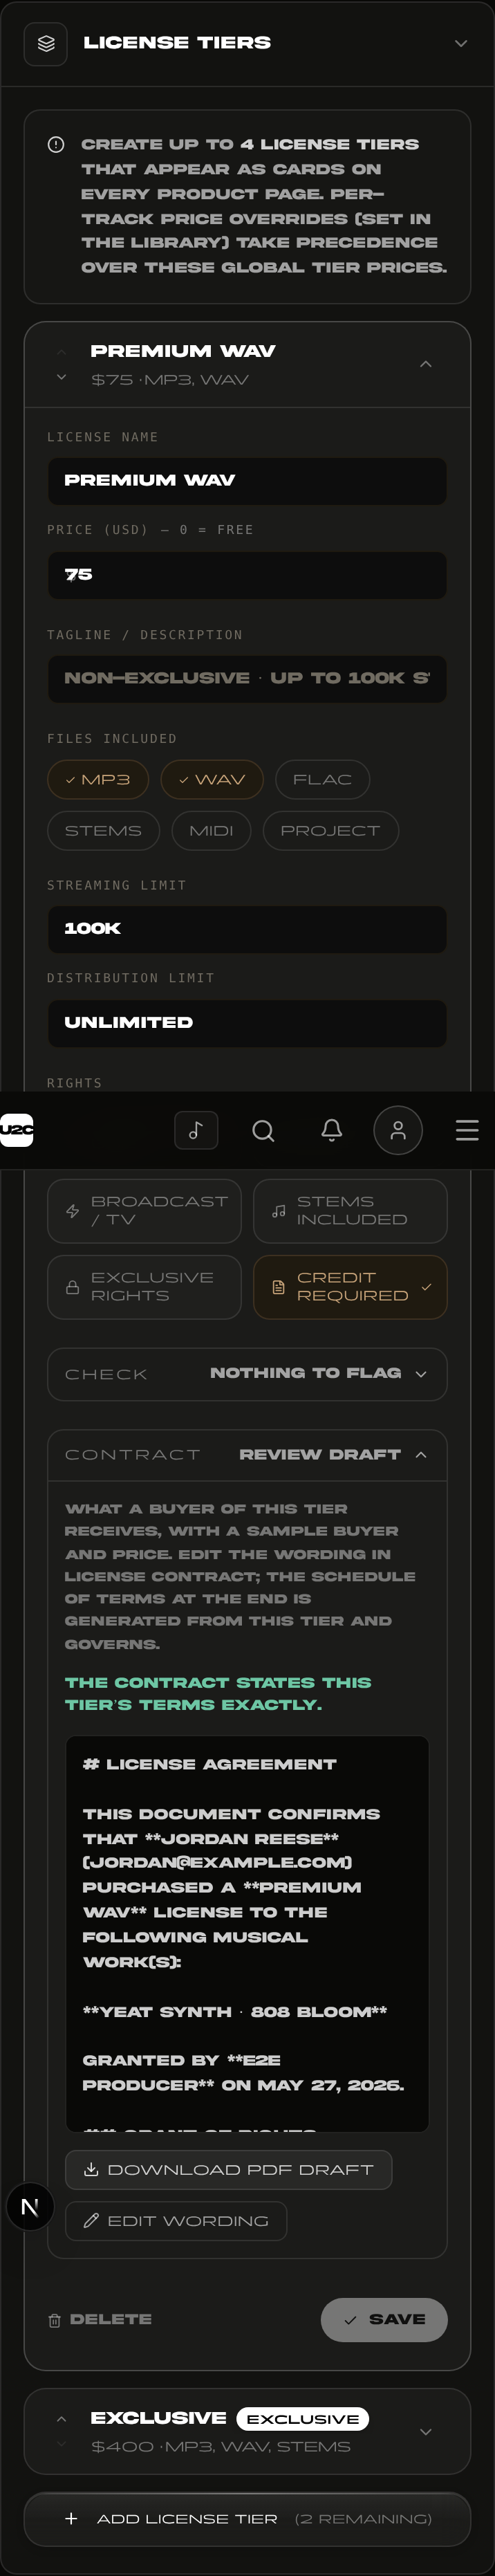 LICENSE TIERS
CREATE UP TO 4 LICENSE TIERS
THAT APPEAR AS CARDS ON
EVERY PRODUCT PAGE. PER-
TRACK PRICE OVERRIDES (SET IN
THE LIBRARY) TAKE PRECEDENCE
OVER THESE GLOBAL TIER PRICES.
PREMIUM WAV
$75 · MP3, WAV
LICENSE NAME
PREMIUM WAV
PRICE (USD) — 0 = FREE
75
TAGLINE / DESCRIPTION
NON-EXCLUSIVE · UP TO 100K
FILES INCLUDED
MP3
WAV
FLAC
STEMS
MIDI
PROJECT
STREAMING LIMIT
100K
DISTRIBUTION LIMIT
UNLIMITED
RIGHTS
U2C
BROADCAST
/ TV
STEMS
INCLUDED
EXCLUSIVE
RIGHTS
CREDIT
REQUIRED
CHECK
NOTHING TO FLAG
CONTRACT
REVIEW DRAFT
WHAT A BUYER OF THIS TIER
RECEIVES, WITH A SAMPLE BUYER
AND PRICE. EDIT THE WORDING IN
LICENSE CONTRACT; THE SCHEDULE
OF TERMS AT THE END IS
GENERATED FROM THIS TIER AND
GOVERNS.
THE CONTRACT STATES THIS
TIER'S TERMS EXACTLY.
# LICENSE AGREEMENT
THIS DOCUMENT CONFIRMS
THAT **JORDAN REESE**
(JORDAN@EXAMPLE.COM)
PURCHASED A **PREMIUM
WAV** LICENSE TO THE
FOLLOWING MUSICAL
WORK(S):
**YEAT SYNTH · 808 BLOOM**
GRANTED BY **E2E
PRODUCER** ON MAY 27, 2026.
## GRANT OF RIGHTS
DOWNLOAD PDF DRAFT
N
EDIT WORDING
DELETE
SAVE
EXCLUSIVE
EXCLUSIVE
$400 · MP3, WAV, STEMS
ADD LICENSE TIER
(2 REMAINING)